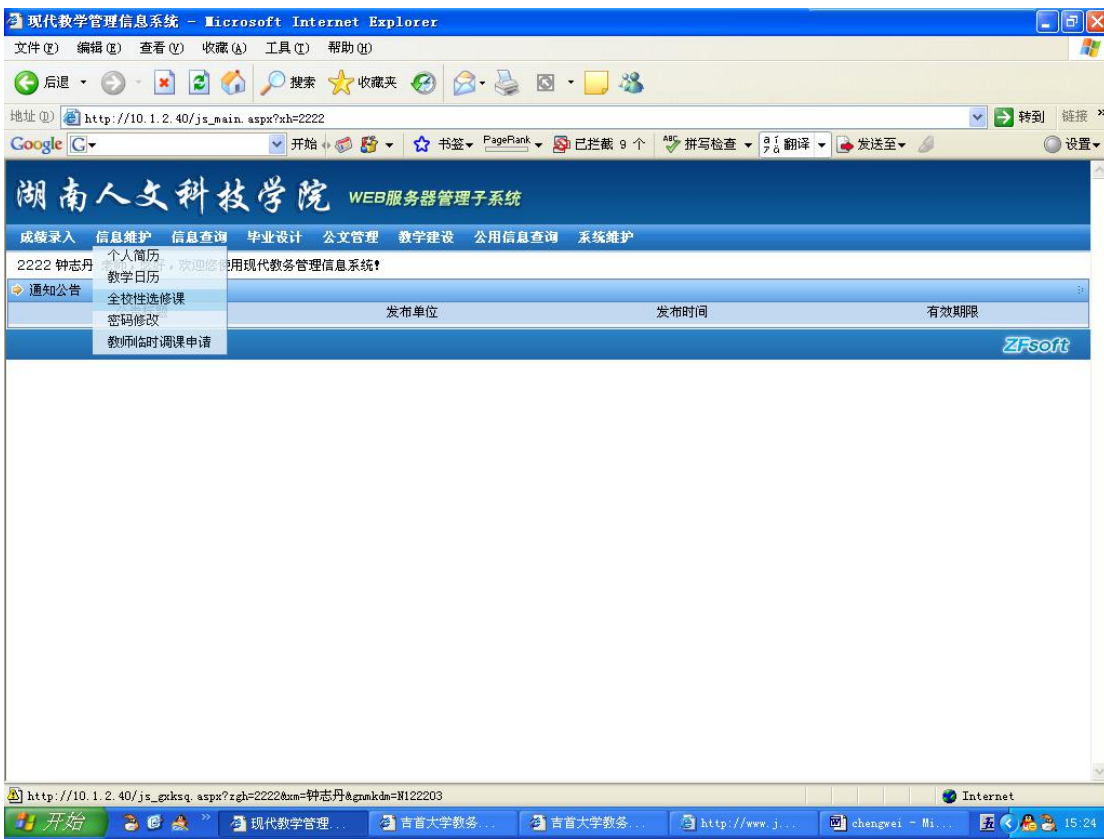 现代教学管理信息系统 - Microsoft Internet Explorer
文件(F) 编辑(E) 查看(V) 收藏(A) 工具(T) 帮助(H)
后退 搜索 收藏夹
地址(D) http://10.1.2.40/js_main.aspx?xh=2222 转到 链接 »
Google G 开始 书签 PageRank 已拦截 9 个 拼写检查 翻译 发送至 设置
湖南人文科技学院 WEB服务器管理子系统
成绩录入 信息维护 信息查询 毕业设计 公文管理 教学建设 公用信息查询 系统维护
个人简历
2222 钟志丹 欢迎您使用现代教务管理信息系统!
教学日历
通知公告
全校性选修课
发布单位 发布时间 有效期限
密码修改
教师临时调课申请
ZFsoft
http://10.1.2.40/js_gxksq.aspx?zgh=2222&xm=钟志丹&gnmkdm=N122203 Internet
开始 » 现代教学管理... 吉首大学教务... 吉首大学教务... http://www.j... chengwei - Mi... 五 15:24